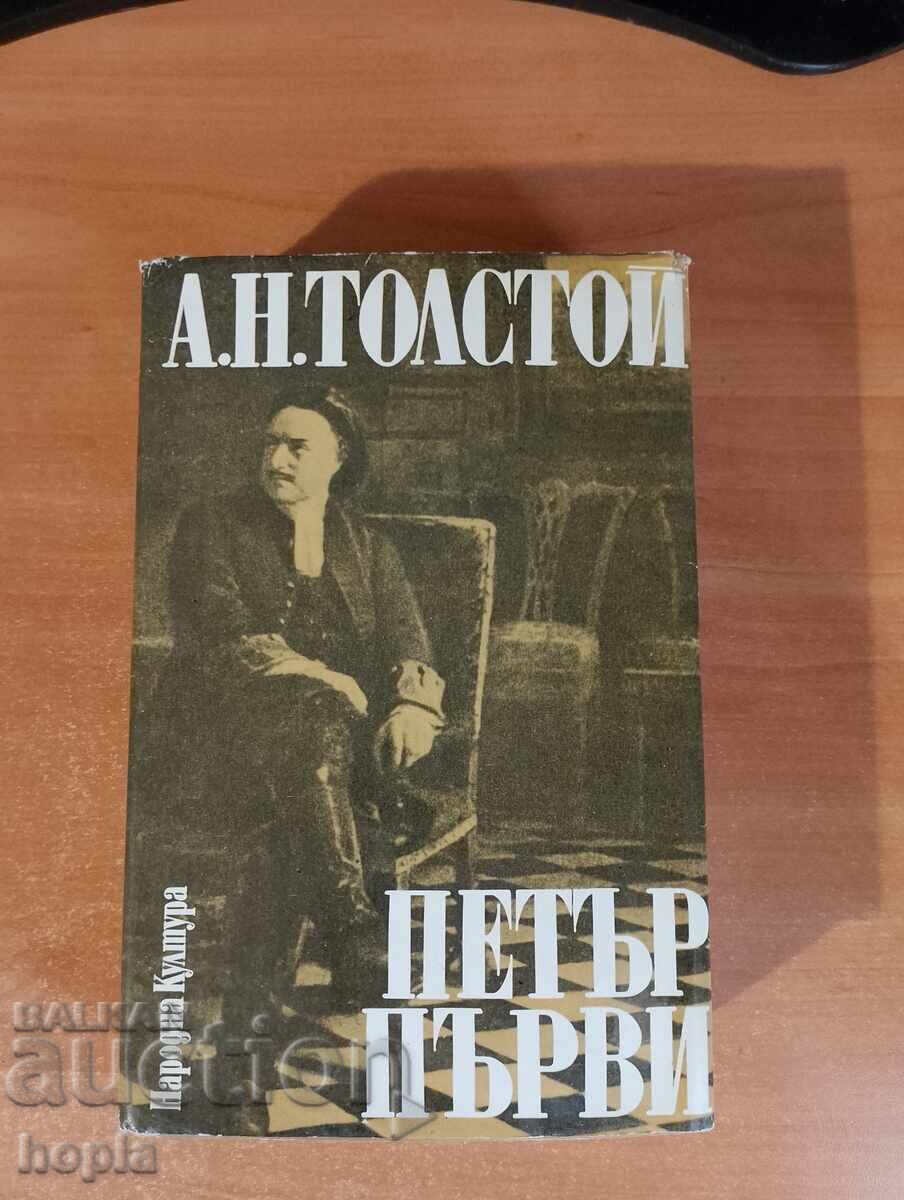 А.Н.ТОЛСТОЙ
Народна Култура
ПЕТЪР
ПЪРВИ
BALKAN
auction
hopla